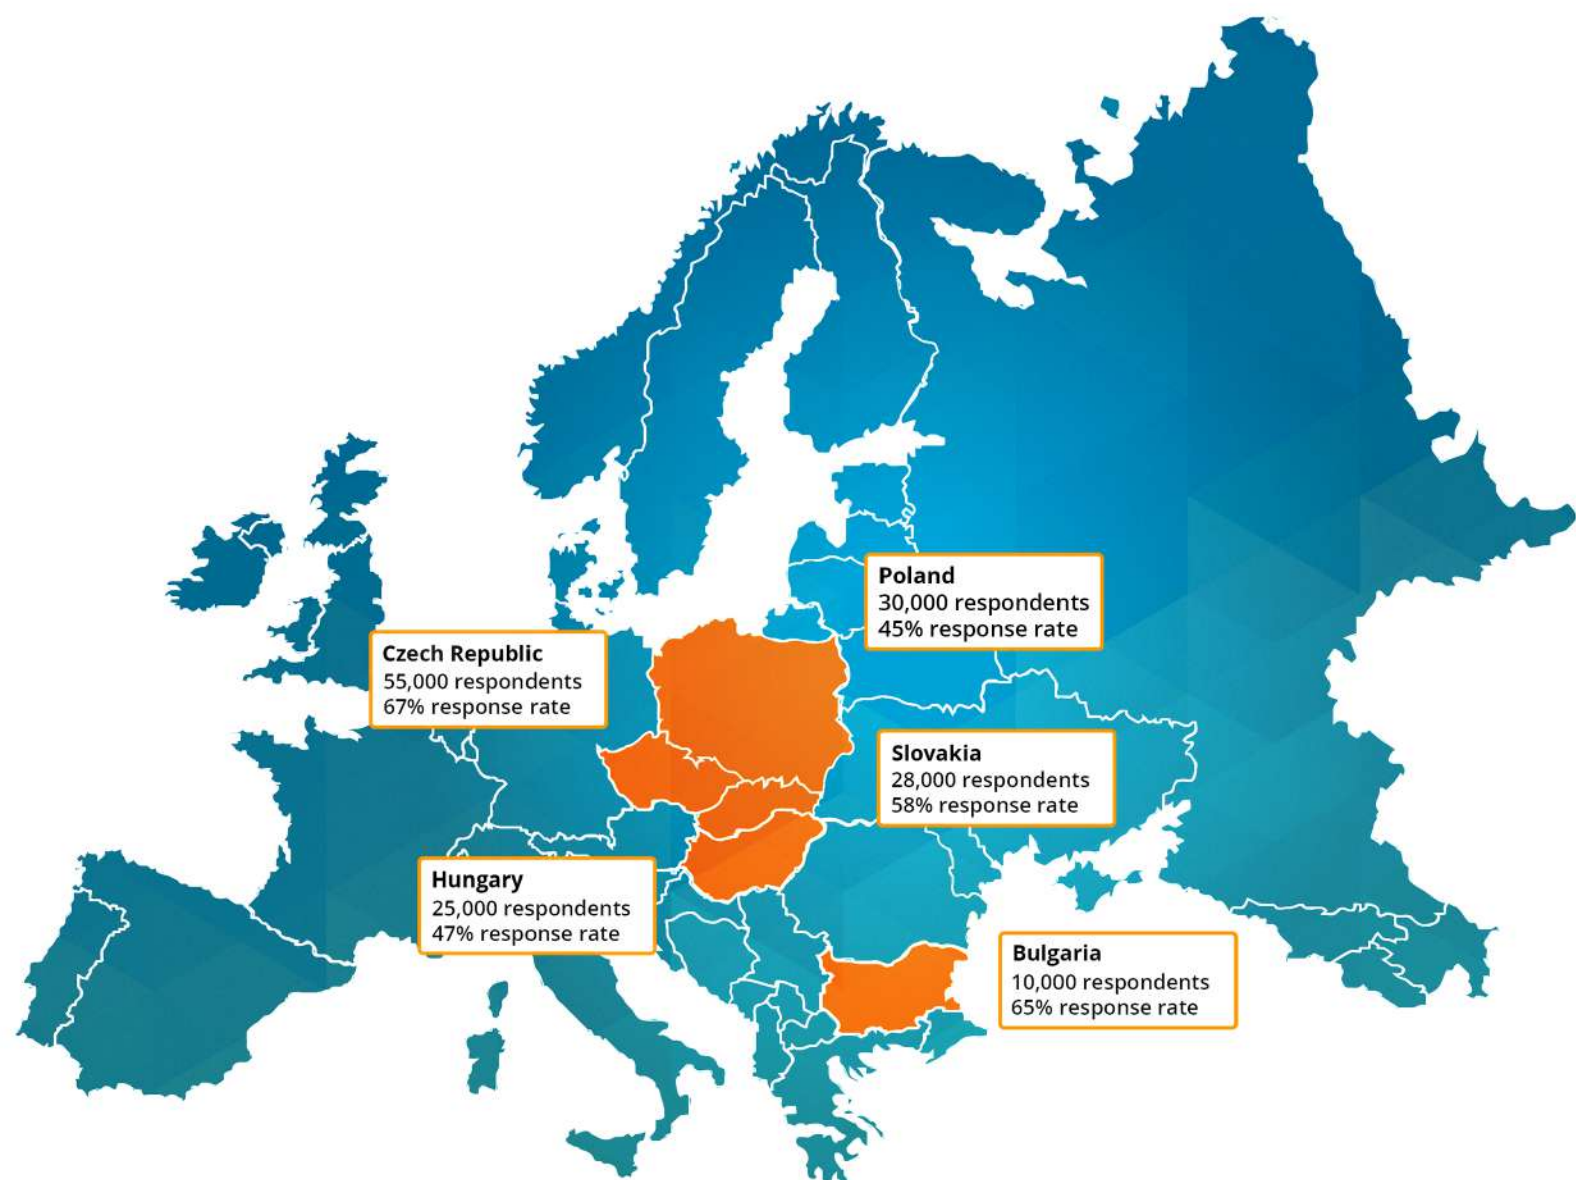 Poland
30,000 respondents
45% response rate
Czech Republic
55,000 respondents
67% response rate
Slovakia
28,000 respondents
58% response rate
Hungary
25,000 respondents
47% response rate
Bulgaria
10,000 respondents
65% response rate